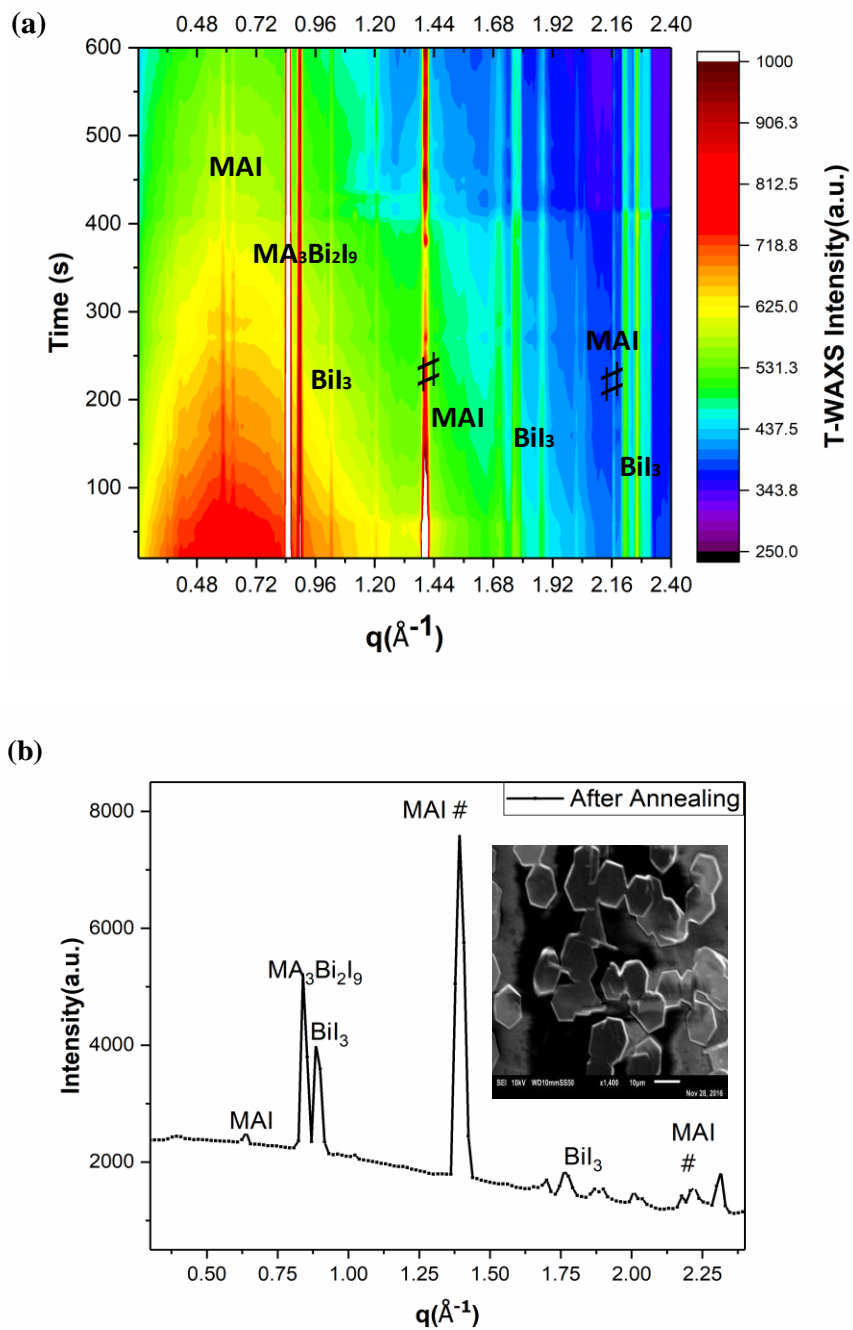 (a)
0.48 0.72 0.96 1.20 1.44 1.68 1.92 2.16 2.40
600
500
400
300
200
100
Time (s)
MAI
MA₃Bi₂I₉
BiI₃
#
MAI
BiI₃
MAI
#
BiI₃
0.48 0.72 0.96 1.20 1.44 1.68 1.92 2.16 2.40
q(Å⁻¹)
1000
906.3
812.5
718.8
625.0
531.3
437.5
343.8
250.0
T-WAXS Intensity(a.u.)
(b)
8000
6000
4000
2000
Intensity(a.u.)
After Annealing
MAI #
MA₃Bi₂I₉
BiI₃
MAI
BiI₃
MAI
#
SEI 10kV WD10mmSS50 x1,400 10µm
Nov 28, 2016
0.50 0.75 1.00 1.25 1.50 1.75 2.00 2.25
q(Å⁻¹)